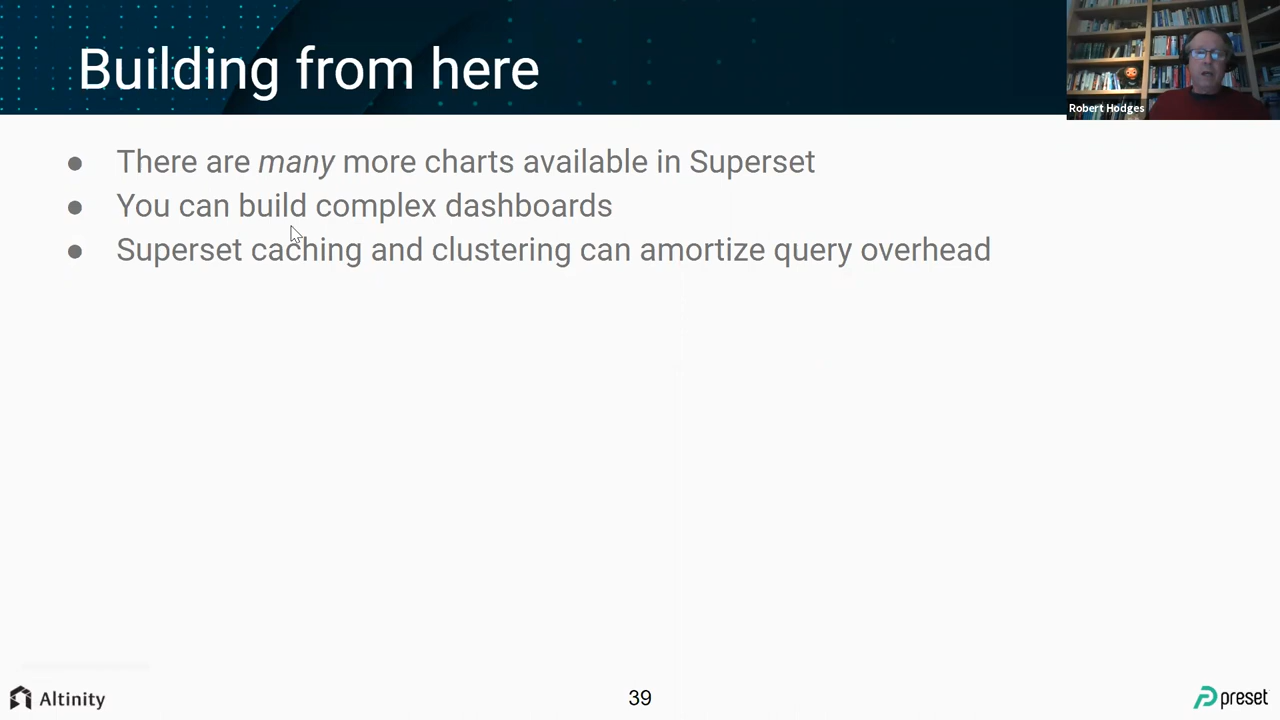 Building from here
Robert Hodges
There are many more charts available in Superset
You can build complex dashboards
Superset caching and clustering can amortize query overhead
Altinity
39
preset